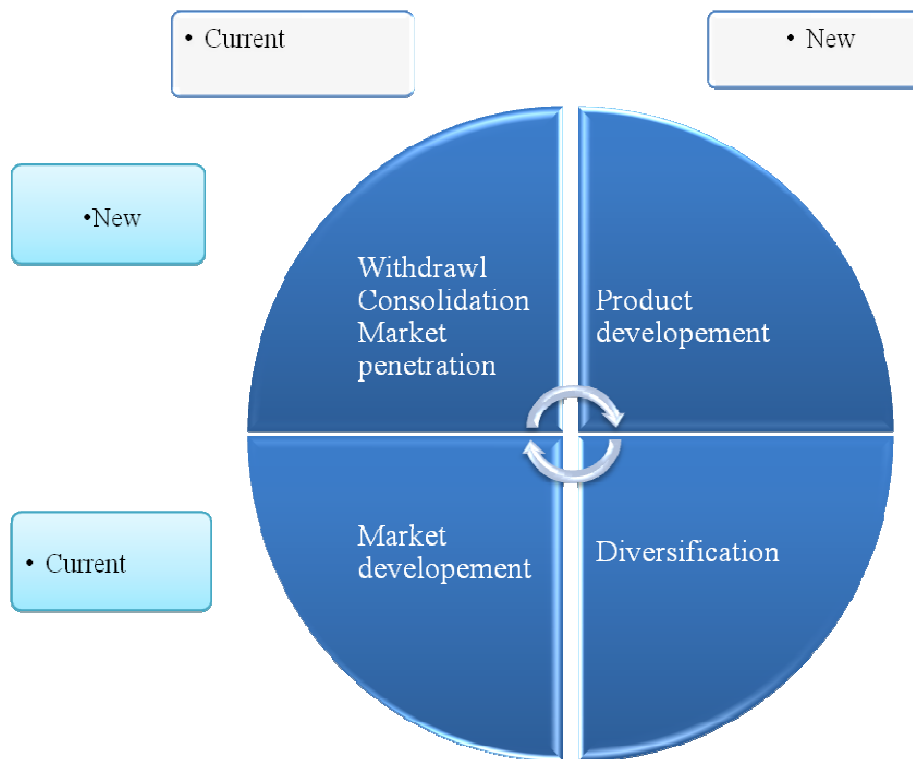 • Current
• New
•New
Withdrawl
Consolidation
Market
penetration
Product
developement
• Current
Market
developement
Diversification